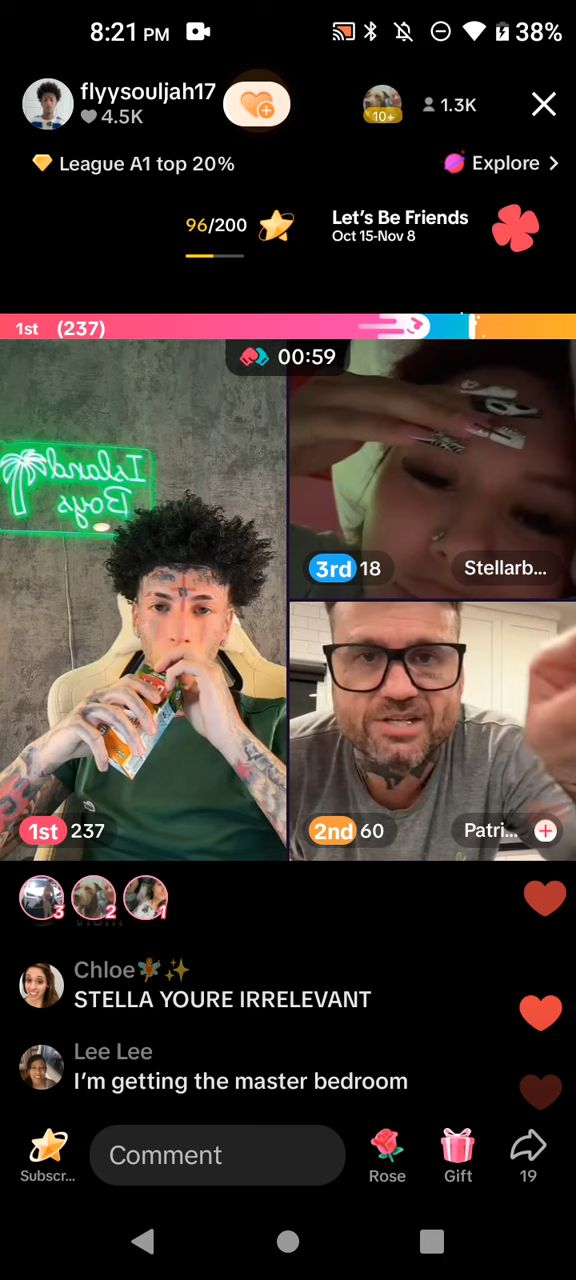 8:21 PM
38%
flyysouljah17
4.5K
10+
1.3K
League A1 top 20%
Explore >
96/200
Let's Be Friends
Oct 15-Nov 8
1st (237)
00:59
Island
Boys
3rd 18
Stellarb...
1st 237
2nd 60
Patri...
3
2
1
Chloe🧚✨
STELLA YOURE IRRELEVANT
Lee Lee
I'm getting the master bedroom
Subscr...
Comment
Rose
Gift
19